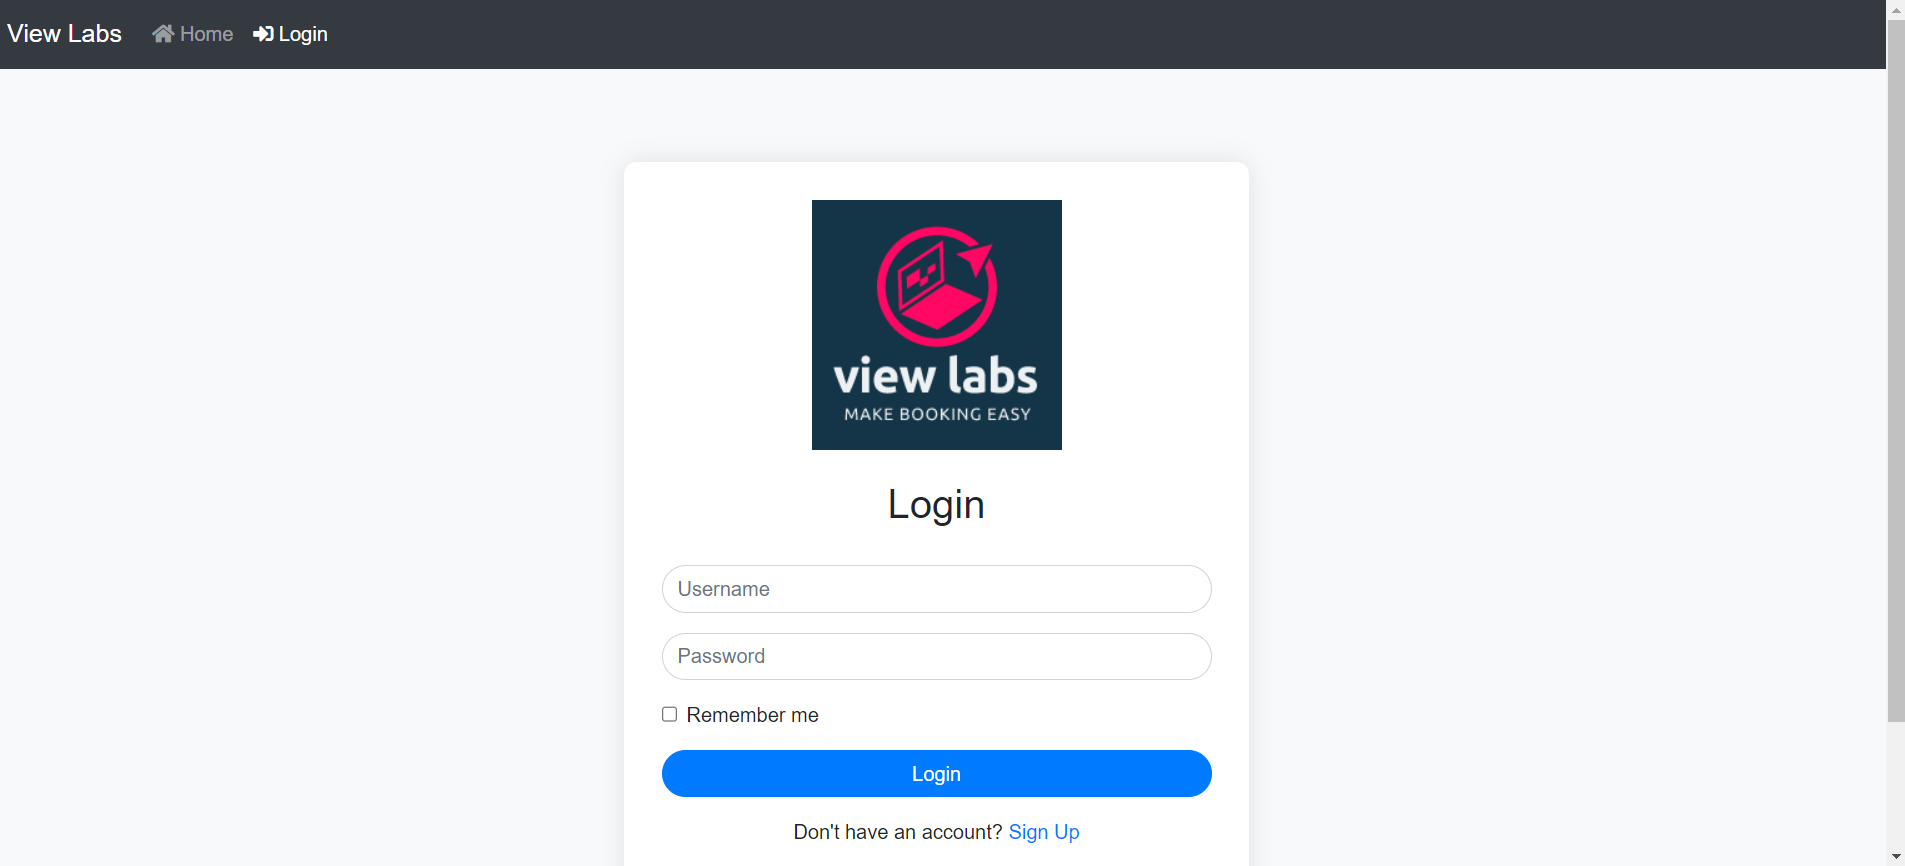 View Labs Home Login
view labs
MAKE BOOKING EASY
Login
Username
Password
Remember me
Login
Don't have an account? Sign Up